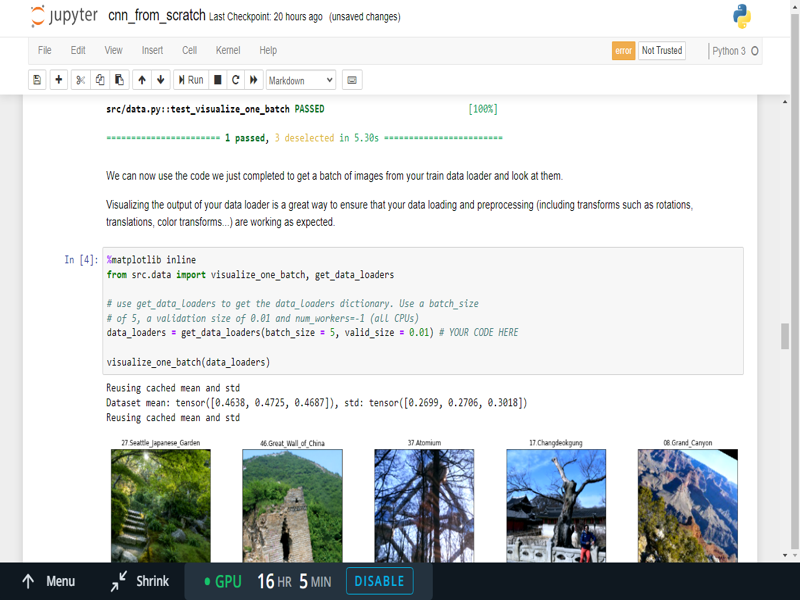 jupyter cnn_from_scratch Last Checkpoint: 20 hours ago (unsaved changes)
File Edit View Insert Cell Kernel Help error Not Trusted Python 3
Run Markdown
src/data.py::test_visualize_one_batch PASSED [100%]
======================= 1 passed, 3 deselected in 5.30s ========================
We can now use the code we just completed to get a batch of images from your train data loader and look at them.
Visualizing the output of your data loader is a great way to ensure that your data loading and preprocessing (including transforms such as rotations,
translations, color transforms...) are working as expected.
In [4]: %matplotlib inline
from src.data import visualize_one_batch, get_data_loaders
# use get_data_loaders to get the data_loaders dictionary. Use a batch_size
# of 5, a validation size of 0.01 and num_workers=-1 (all CPUs)
data_loaders = get_data_loaders(batch_size = 5, valid_size = 0.01) # YOUR CODE HERE
visualize_one_batch(data_loaders)
Reusing cached mean and std
Dataset mean: tensor([0.4638, 0.4725, 0.4687]), std: tensor([0.2699, 0.2706, 0.3018])
Reusing cached mean and std
27.Seattle_Japanese_Garden 46.Great_Wall_of_China 37.Atomium 17.Changdeokgung 08.Grand_Canyon
Menu Shrink GPU 16 HR 5 MIN DISABLE